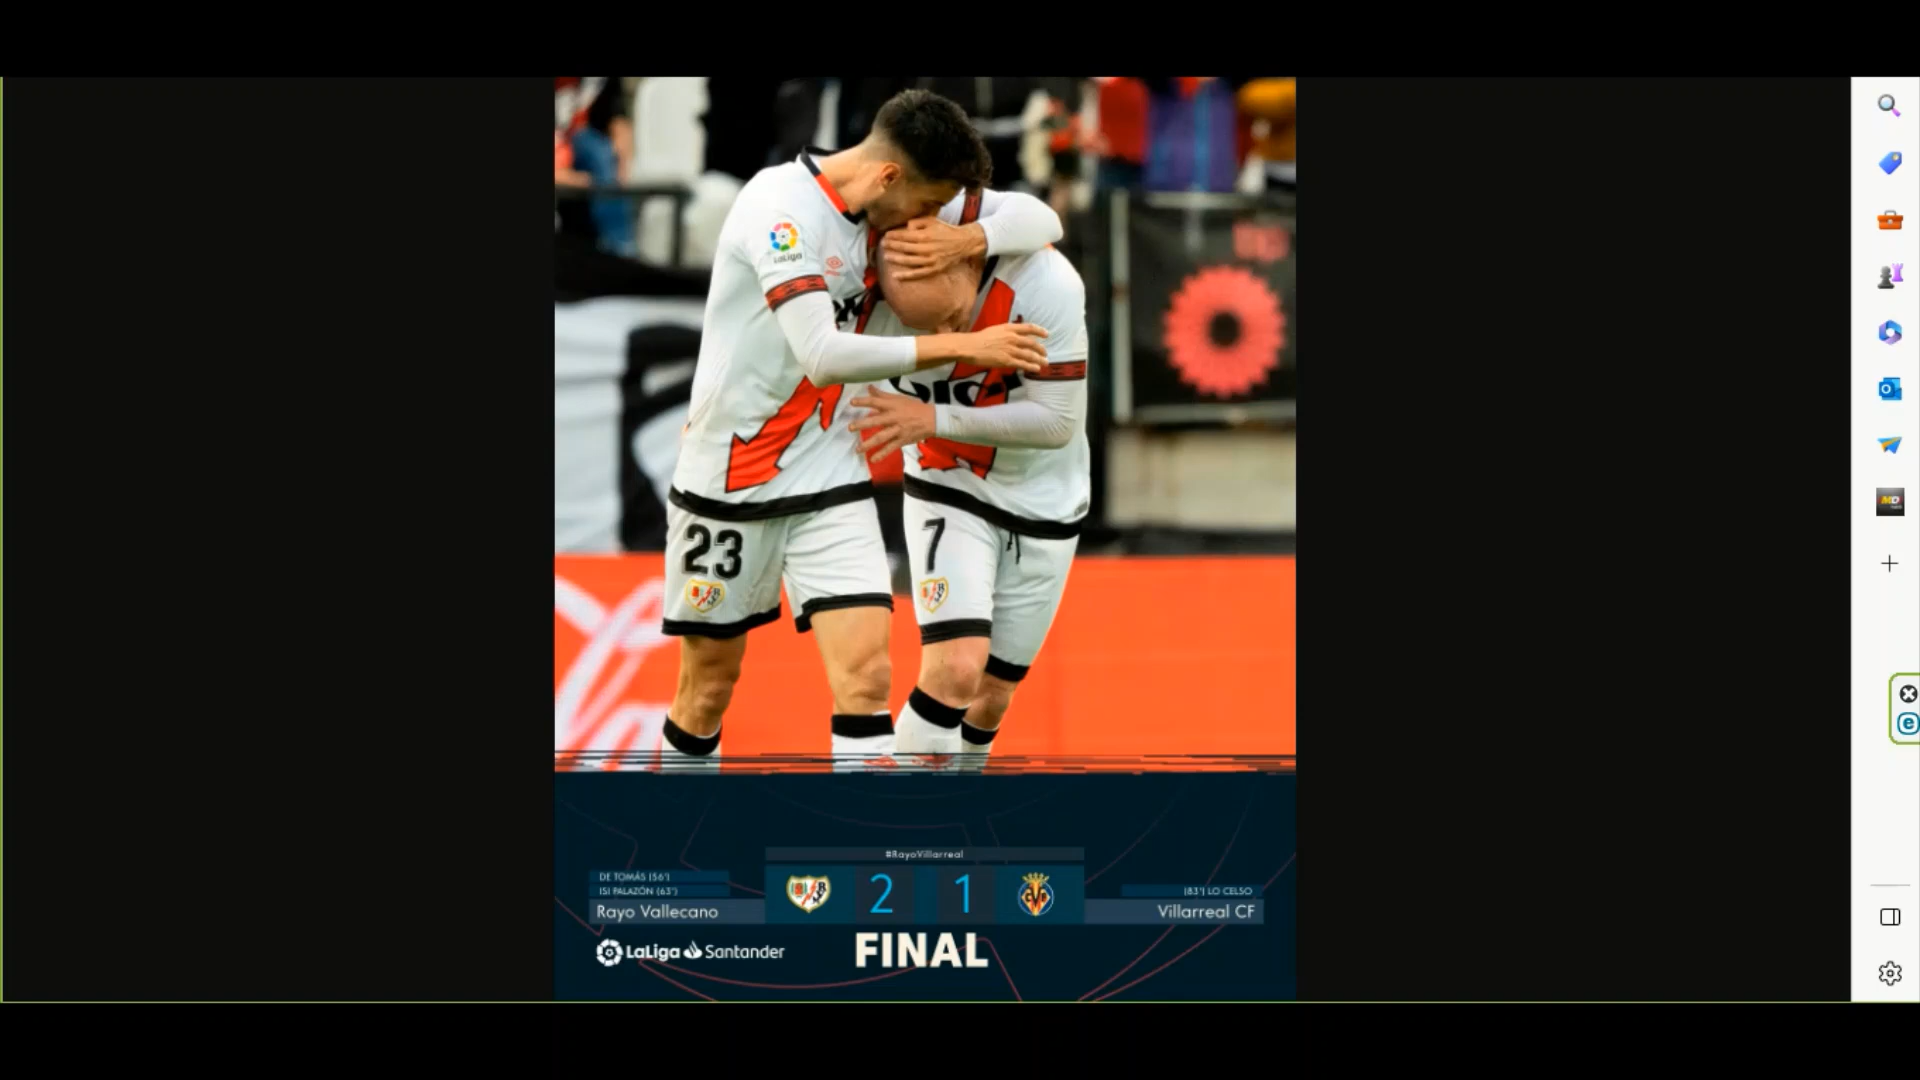 LaLiga
23
7
#RayoVillarreal
DE TOMÁS (56')
ISI PALAZÓN (63')
Rayo Vallecano
2 1
(83') LO CELSO
Villarreal CF
LaLiga Santander
FINAL